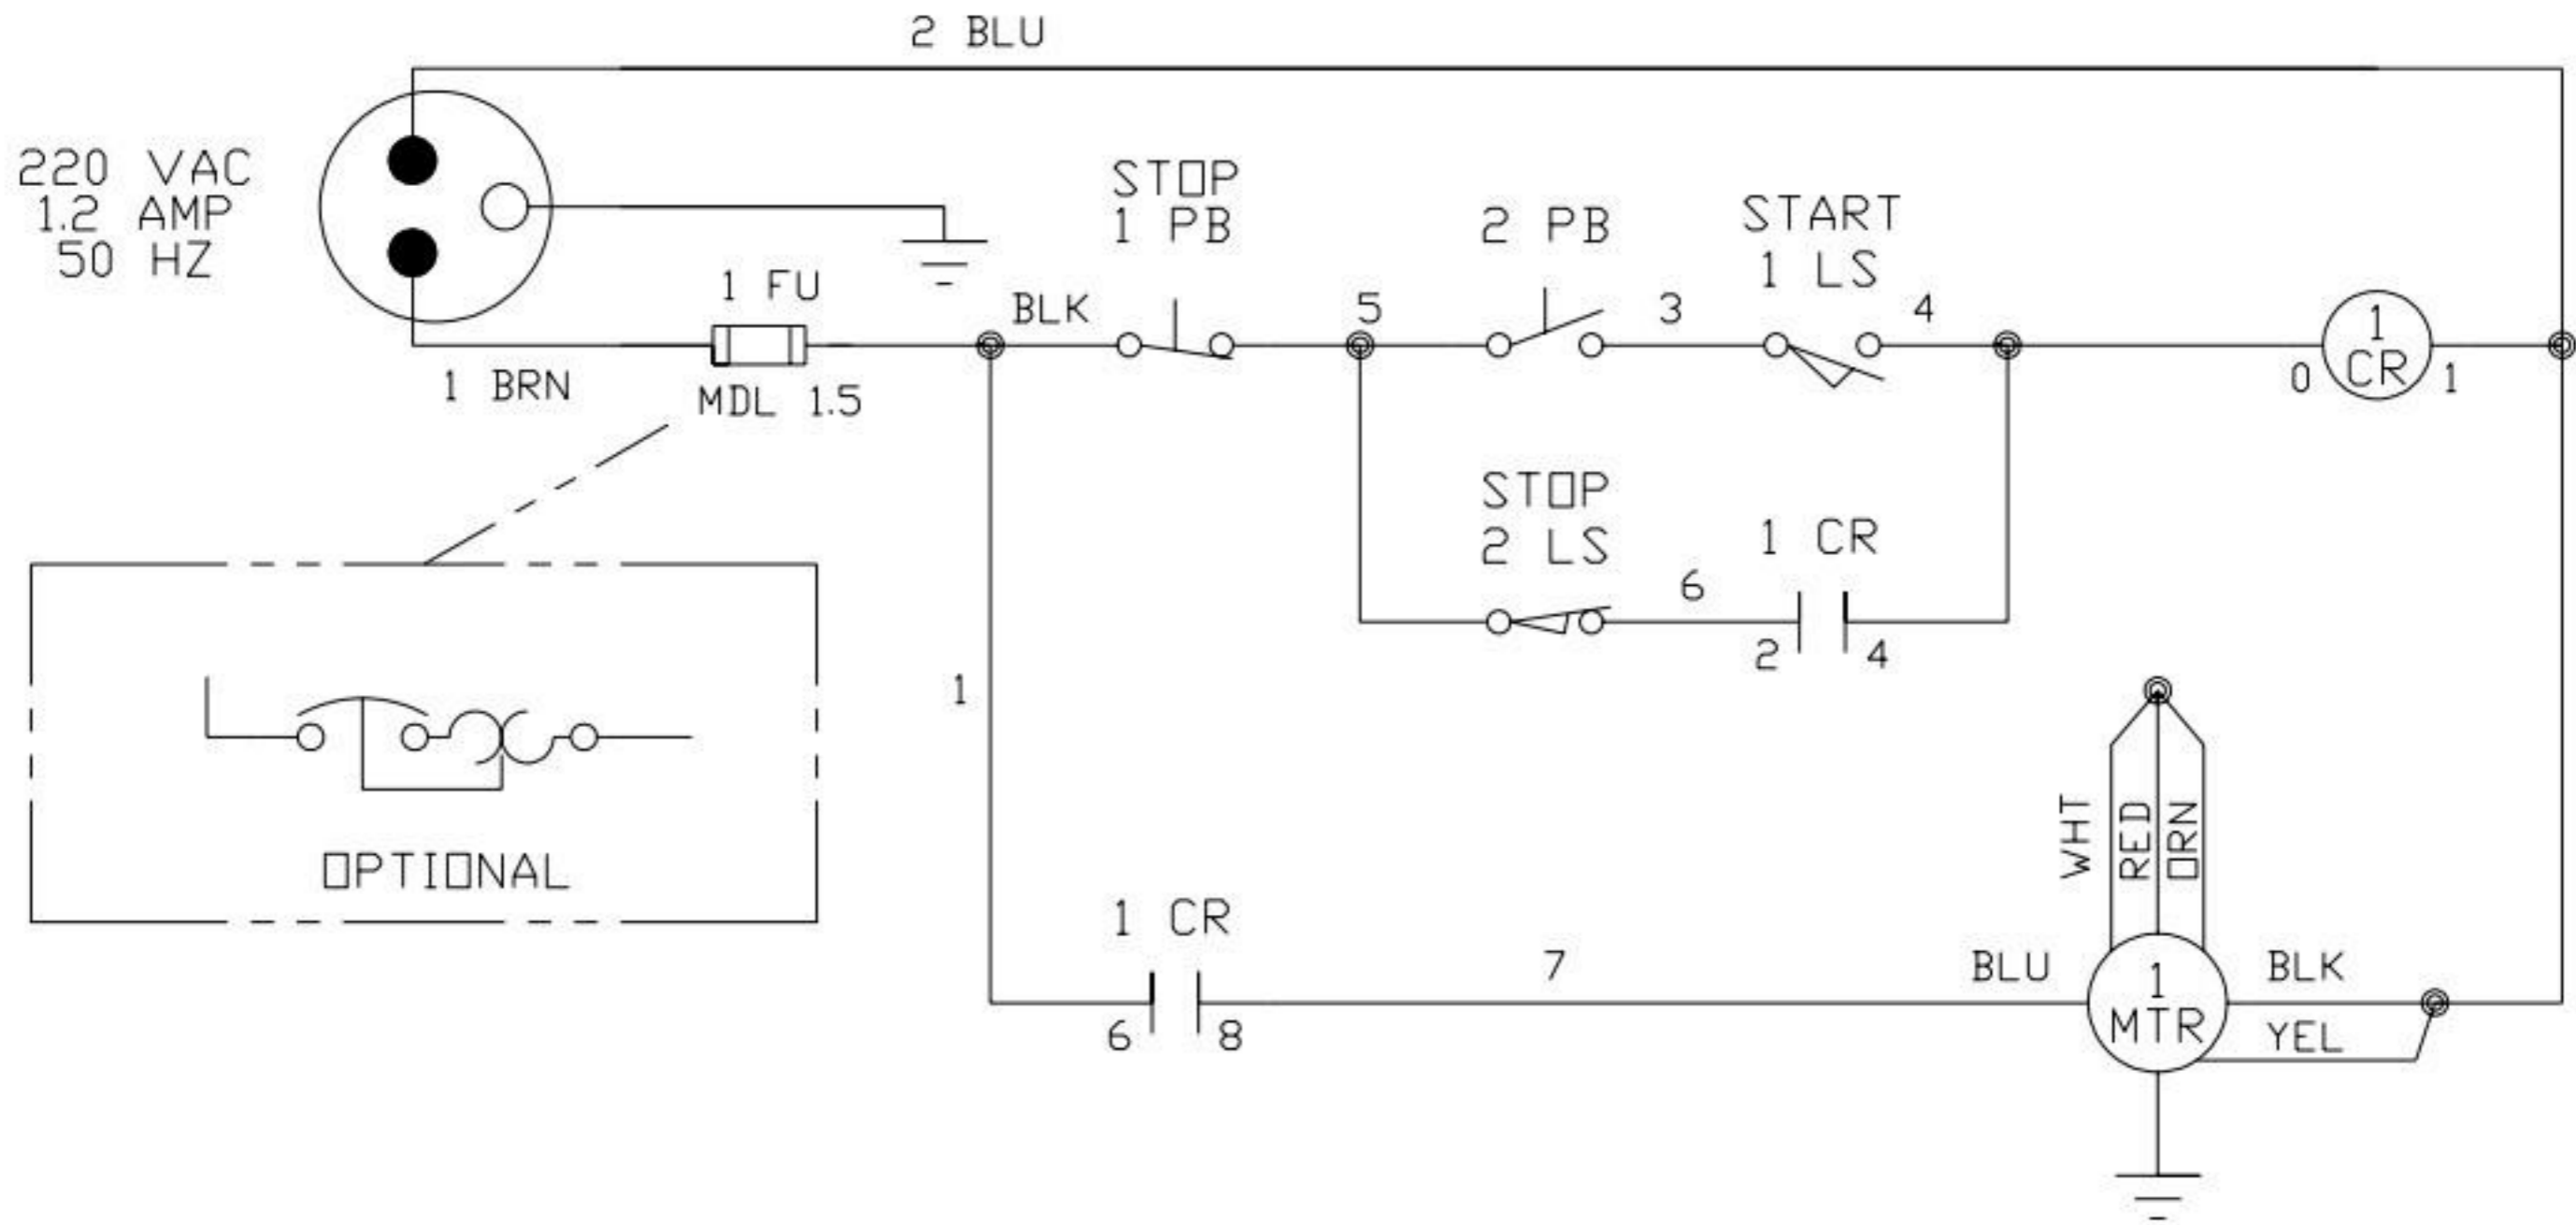 2 BLU
220 VAC
1.2 AMP
50 HZ
1 FU
1 BRN
MDL 1.5
BLK
STOP
1 PB
5
2 PB
3
START
1 LS
4
0
1
CR
1
STOP
2 LS
6
1 CR
2
4
1
OPTIONAL
1 CR
6
8
7
WHT
RED
ORN
BLU
1
MTR
BLK
YEL